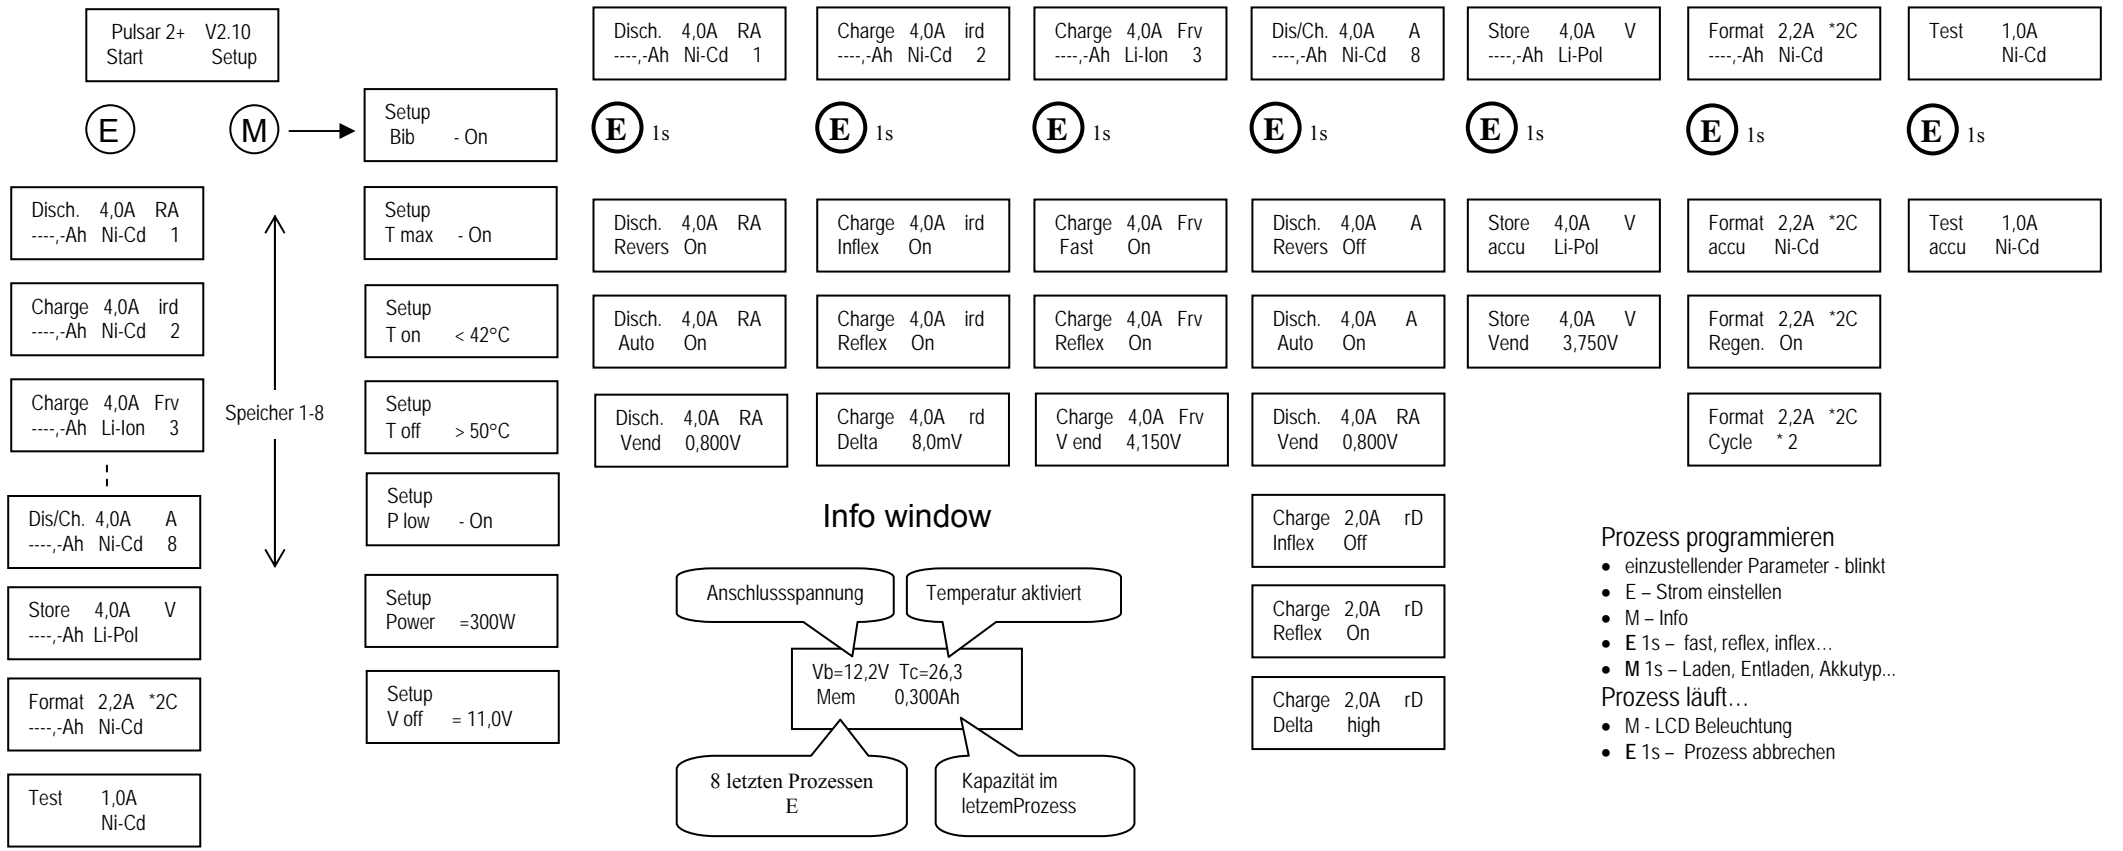 Pulsar 2+ V2.10
Start Setup
E
M
Disch. 4,0A RA
----,-Ah Ni-Cd 1
Charge 4,0A ird
----,-Ah Ni-Cd 2
Charge 4,0A Frv
----,-Ah Li-Ion 3
Dis/Ch. 4,0A A
----,-Ah Ni-Cd 8
Store 4,0A V
----,-Ah Li-Pol
Format 2,2A *2C
----,-Ah Ni-Cd
Test 1,0A
Ni-Cd
Speicher 1-8
Setup
Bib - On
Setup
T max - On
Setup
T on < 42°C
Setup
T off > 50°C
Setup
P low - On
Setup
Power =300W
Setup
V off = 11,0V
Disch. 4,0A RA
----,-Ah Ni-Cd 1
E 1s
Disch. 4,0A RA
Revers On
Disch. 4,0A RA
Auto On
Disch. 4,0A RA
Vend 0,800V
Charge 4,0A ird
----,-Ah Ni-Cd 2
E 1s
Charge 4,0A ird
Inflex On
Charge 4,0A ird
Reflex On
Charge 4,0A rd
Delta 8,0mV
Charge 4,0A Frv
----,-Ah Li-Ion 3
E 1s
Charge 4,0A Frv
Fast On
Charge 4,0A Frv
Reflex On
Charge 4,0A Frv
V end 4,150V
Dis/Ch. 4,0A A
----,-Ah Ni-Cd 8
E 1s
Disch. 4,0A A
Revers Off
Disch. 4,0A A
Auto On
Disch. 4,0A RA
Vend 0,800V
Charge 2,0A rD
Inflex Off
Charge 2,0A rD
Reflex On
Charge 2,0A rD
Delta high
Store 4,0A V
----,-Ah Li-Pol
E 1s
Store 4,0A V
accu Li-Pol
Store 4,0A V
Vend 3,750V
Format 2,2A *2C
----,-Ah Ni-Cd
E 1s
Format 2,2A *2C
accu Ni-Cd
Format 2,2A *2C
Regen. On
Format 2,2A *2C
Cycle * 2
Test 1,0A
Ni-Cd
E 1s
Test 1,0A
accu Ni-Cd
Info window
Anschlussspannung
Temperatur aktiviert
Vb=12,2V Tc=26,3
Mem 0,300Ah
8 letzten Prozessen
E
Kapazität im
letzemProzess
Prozess programmieren
• einzustellender Parameter - blinkt
• E – Strom einstellen
• M – Info
• E 1s – fast, reflex, inflex…
• M 1s – Laden, Entladen, Akkutyp...
Prozess läuft…
• M - LCD Beleuchtung
• E 1s – Prozess abbrechen